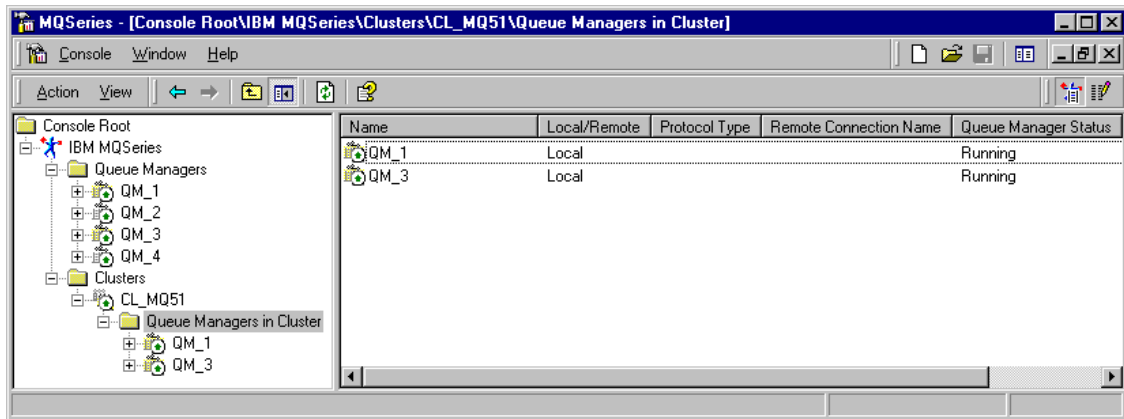 MQSeries - [Console Root\IBM MQSeries\Clusters\CL_MQ51\Queue Managers in Cluster]
Console Window Help
Action View
Console Root
IBM MQSeries
Queue Managers
QM_1
QM_2
QM_3
QM_4
Clusters
CL_MQ51
Queue Managers in Cluster
QM_1
QM_3
Name Local/Remote Protocol Type Remote Connection Name Queue Manager Status
QM_1 Local Running
QM_3 Local Running